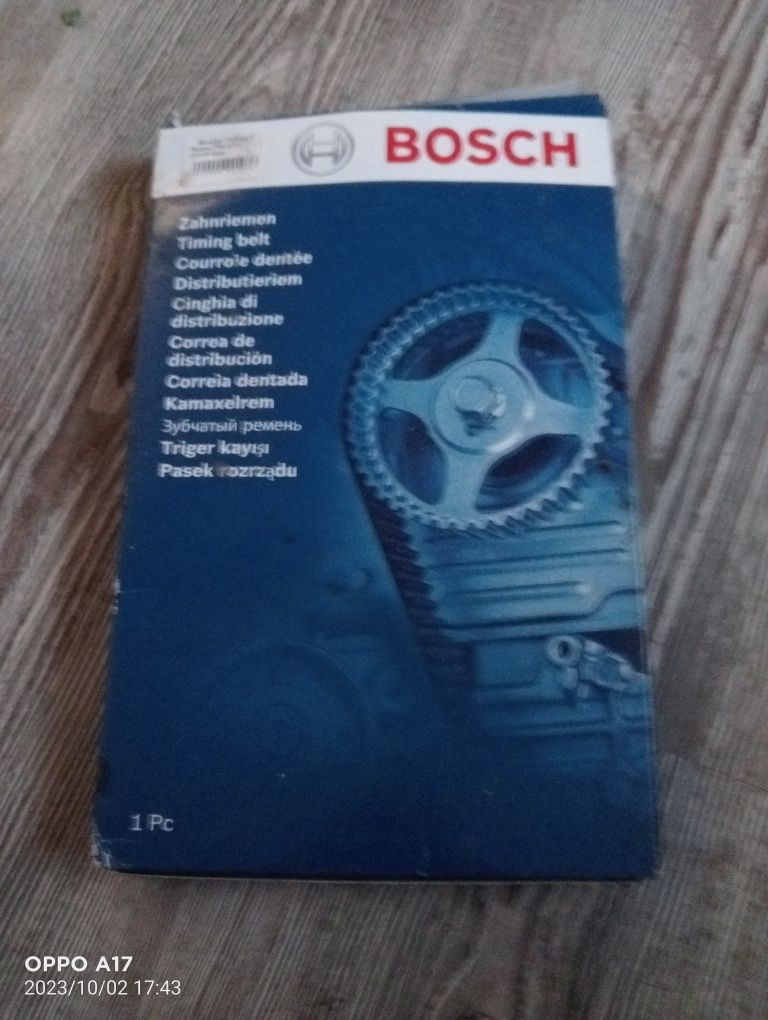 BOSCH
Zahnriemen
Timing belt
Courroie dentée
Distributieriem
Cinghia di
distribuzione
Correa de
distribución
Correia dentada
Kamaxelrem
Зубчатый ремень
Triger kayışı
Pasek rozrządu
1 Pc
OPPO A17
2023/10/02 17:43